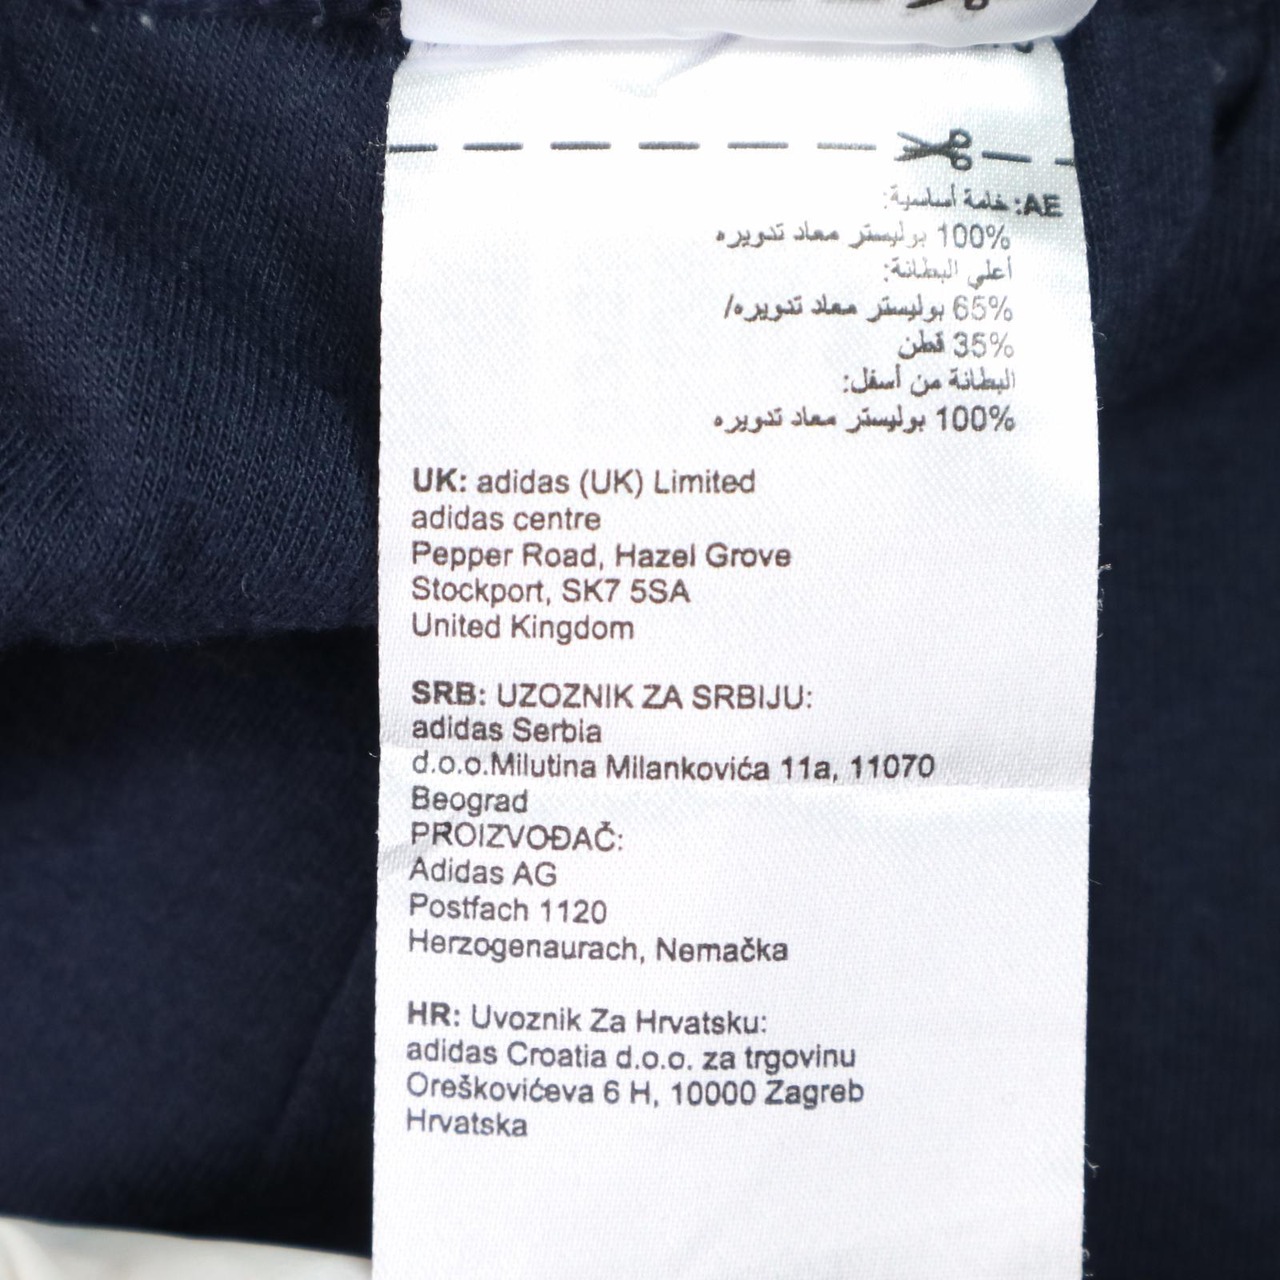 AE: خامة أساسية:
100% بوليستر معاد تدويره
أعلي البطانة:
65% بوليستر معاد تدويره/
35% قطن
البطانة من أسفل:
100% بوليستر معاد تدويره
UK: adidas (UK) Limited
adidas centre
Pepper Road, Hazel Grove
Stockport, SK7 5SA
United Kingdom
SRB: UZOZNIK ZA SRBIJU:
adidas Serbia
d.o.o.Milutina Milankovića 11a, 11070
Beograd
PROIZVOĐAČ:
Adidas AG
Postfach 1120
Herzogenaurach, Nemačka
HR: Uvoznik Za Hrvatsku:
adidas Croatia d.o.o. za trgovinu
Oreškovićeva 6 H, 10000 Zagreb
Hrvatska